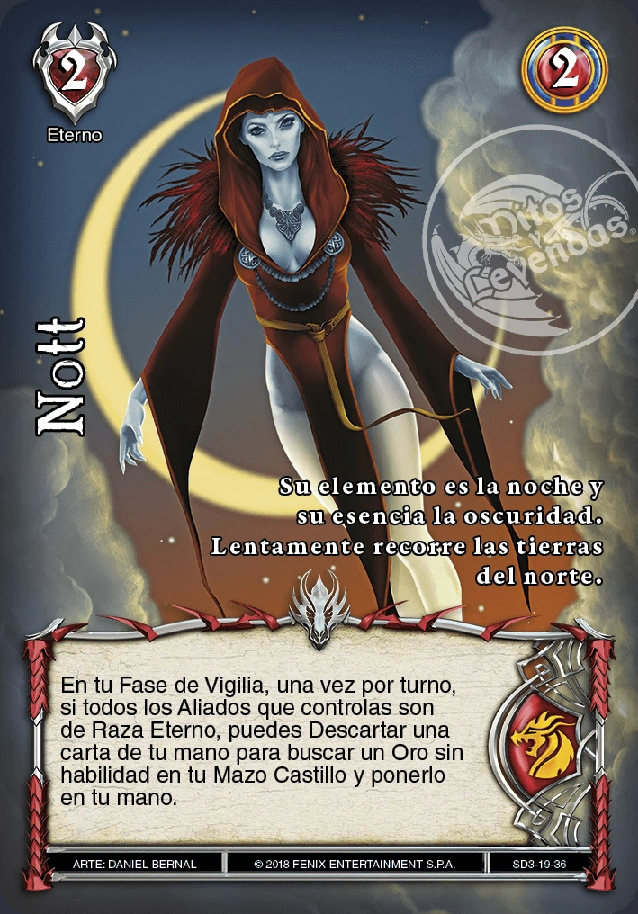 2
2
Eterno
Mitos
y
Leyendas®
Nott
Su elemento es la noche y
su esencia la oscuridad.
Lentamente recorre las tierras
del norte.
En tu Fase de Vigilia, una vez por turno,
si todos los Aliados que controlas son
de Raza Eterno, puedes Descartar una
carta de tu mano para buscar un Oro sin
habilidad en tu Mazo Castillo y ponerlo
en tu mano.
ARTE: DANIEL BERNAL
© 2018 FENIX ENTERTAINMENT S.P.A.
SD3-19-36